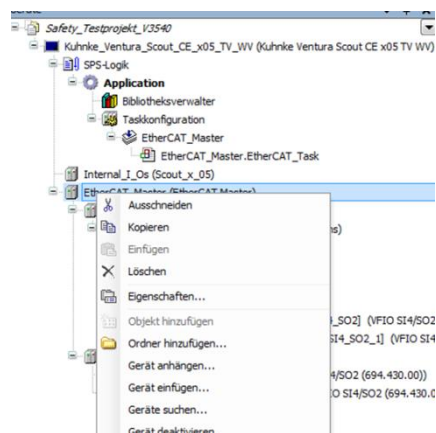 Safety_Testprojekt_V3540
Kuhnke_Ventura_Scout_CE_x05_TV_WV (Kuhnke Ventura Scout CE x05 TV WV)
SPS-Logik
Application
Bibliotheksverwalter
Taskkonfiguration
EtherCAT_Master
EtherCAT_Master.EtherCAT_Task
Internal_I_Os (Scout_x_05)
EtherCAT_Master (EtherCAT Master)
Ausschneiden
Kopieren
Einfügen
Löschen
Eigenschaften...
Objekt hinzufügen
_SO2] (VFIO SI4/SO2
Ordner hinzufügen...
SI4_SO2_1] (VFIO SI4
Gerät anhängen...
4/SO2 (694.430.00))
Gerät einfügen...
IO SI4/SO2 (694.430.0
Geräte suchen...
Gerät deaktivieren